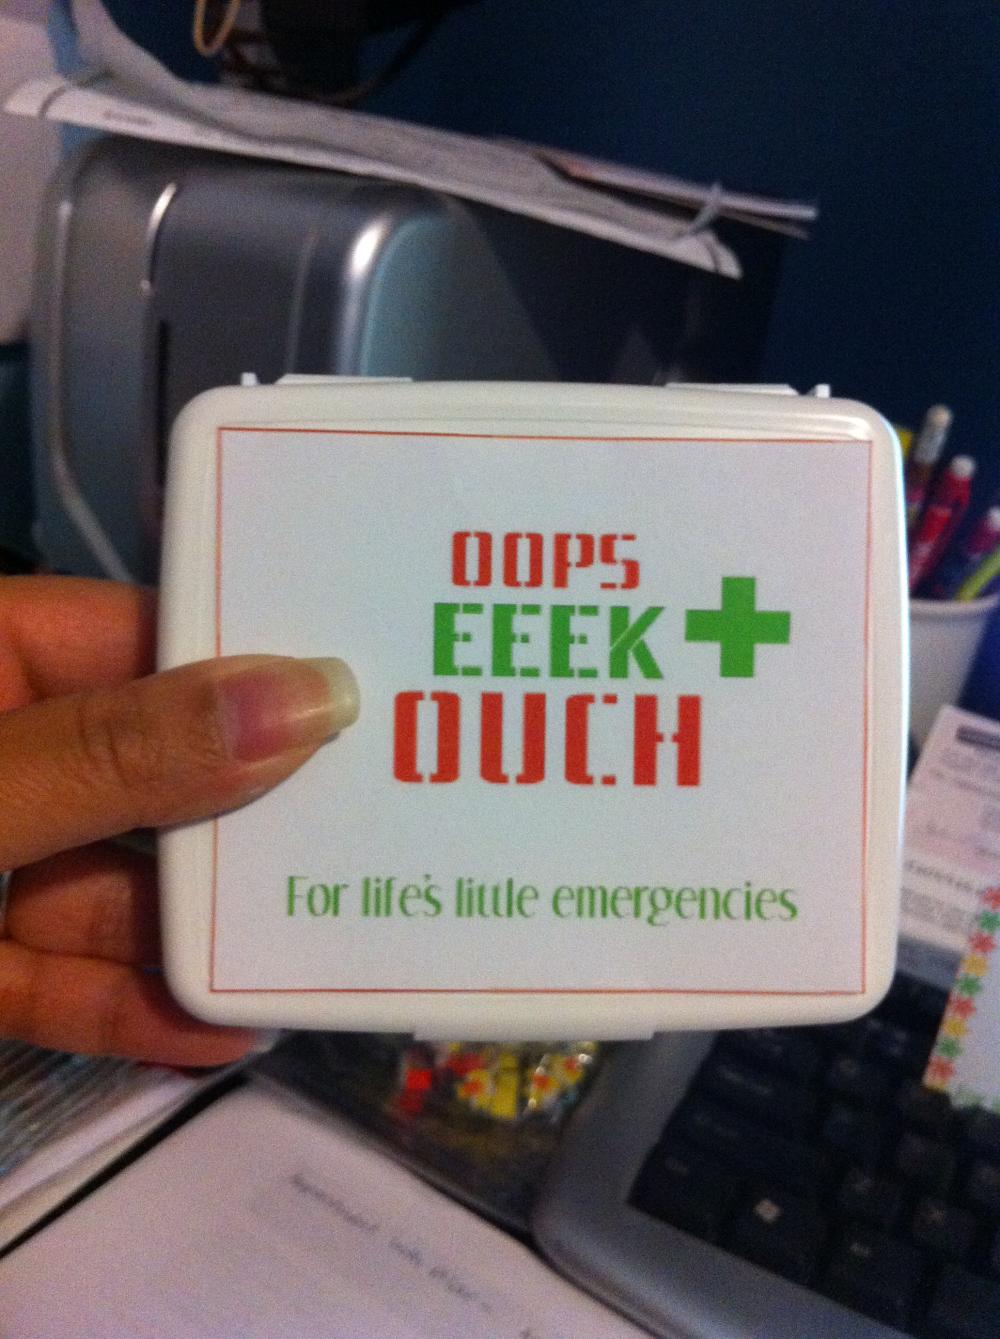 OOPS
EEEK
OUCH
For life's little emergencies